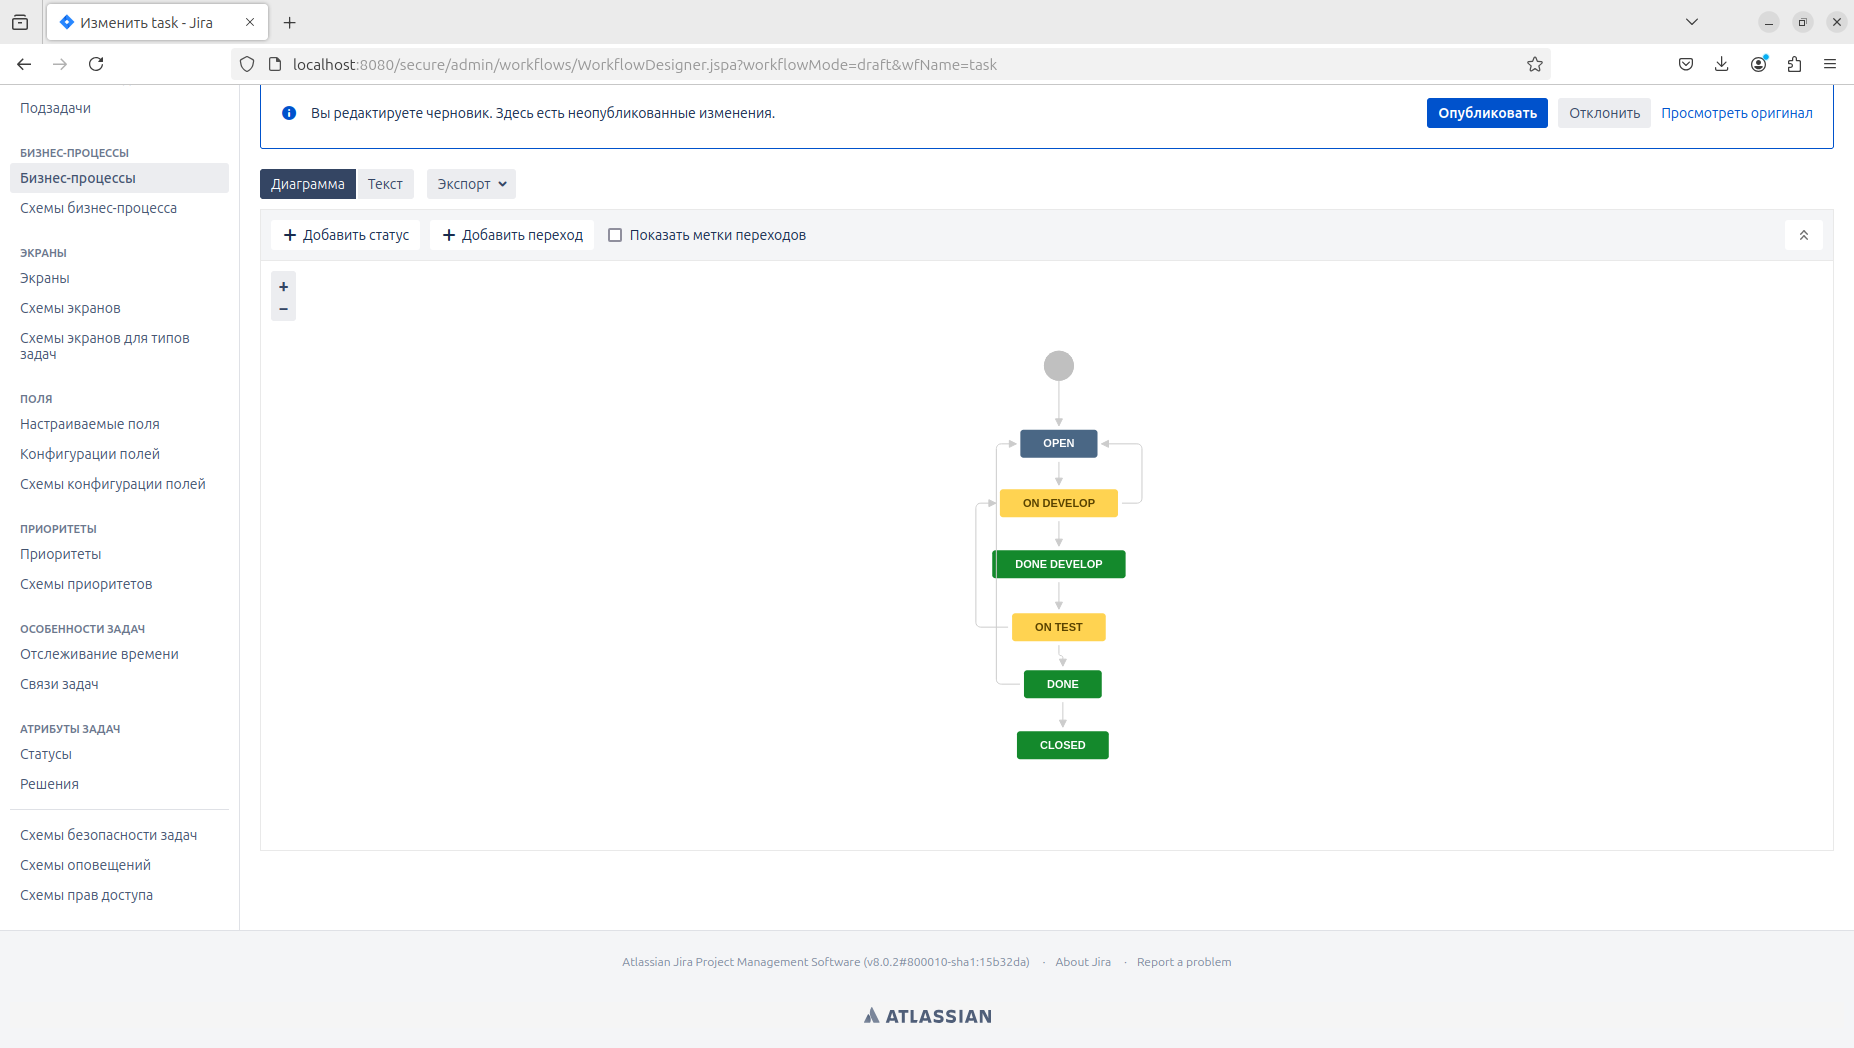 Изменить task - Jira
localhost:8080/secure/admin/workflows/WorkflowDesigner.jspa?workflowMode=draft&wfName=task
Подзадачи
БИЗНЕС-ПРОЦЕССЫ
Бизнес-процессы
Схемы бизнес-процесса
ЭКРАНЫ
Экраны
Схемы экранов
Схемы экранов для типов
задач
ПОЛЯ
Настраиваемые поля
Конфигурации полей
Схемы конфигурации полей
ПРИОРИТЕТЫ
Приоритеты
Схемы приоритетов
ОСОБЕННОСТИ ЗАДАЧ
Отслеживание времени
Связи задач
АТРИБУТЫ ЗАДАЧ
Статусы
Решения
Схемы безопасности задач
Схемы оповещений
Схемы прав доступа
Вы редактируете черновик. Здесь есть неопубликованные изменения.
Опубликовать
Отклонить
Просмотреть оригинал
Диаграмма
Текст
Экспорт
+ Добавить статус
+ Добавить переход
Показать метки переходов
+
−
OPEN
ON DEVELOP
DONE DEVELOP
ON TEST
DONE
CLOSED
Atlassian Jira Project Management Software (v8.0.2#800010-sha1:15b32da) · About Jira · Report a problem
ATLASSIAN